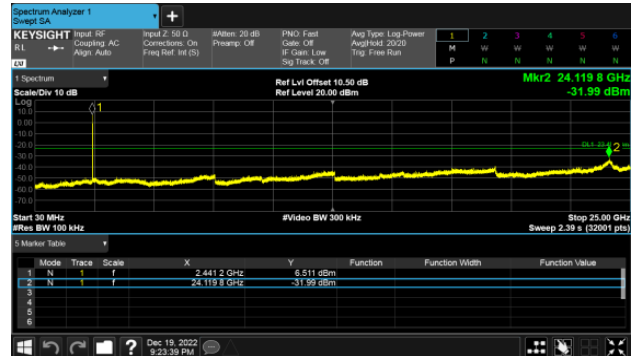 Spectrum Analyzer 1
Swept SA
+
KEYSIGHT Input: RF Input Z: 50 Ω #Atten: 20 dB PNO: Fast Avg Type: Log-Power 1 2 3 4 5 6
RL Coupling: AC Corrections: On Preamp: Off Gate: Off Avg|Hold: 20/20 M W W W W W
Align: Auto Freq Ref: Int (S) IF Gain: Low Trig: Free Run
Sig Track: Off P N N N N N
1 Spectrum
Ref Lvl Offset 10.50 dB Mkr2 24.119 8 GHz
Scale/Div 10 dB Ref Level 20.00 dBm -31.99 dBm
Log
10.0 1
0.00
-10.0
-20.0 2
-30.0
-40.0
-50.0
-60.0
-70.0
Start 30 MHz #Video BW 300 kHz Stop 25.00 GHz
#Res BW 100 kHz Sweep 2.39 s (32001 pts)
5 Marker Table
Mode Trace Scale X Y Function Function Width Function Value
1 N 1 f 2.441 2 GHz 6.511 dBm
2 N 1 f 24.119 8 GHz -31.99 dBm
3
4
5
6
? Dec 19, 2022
9:23:39 PM